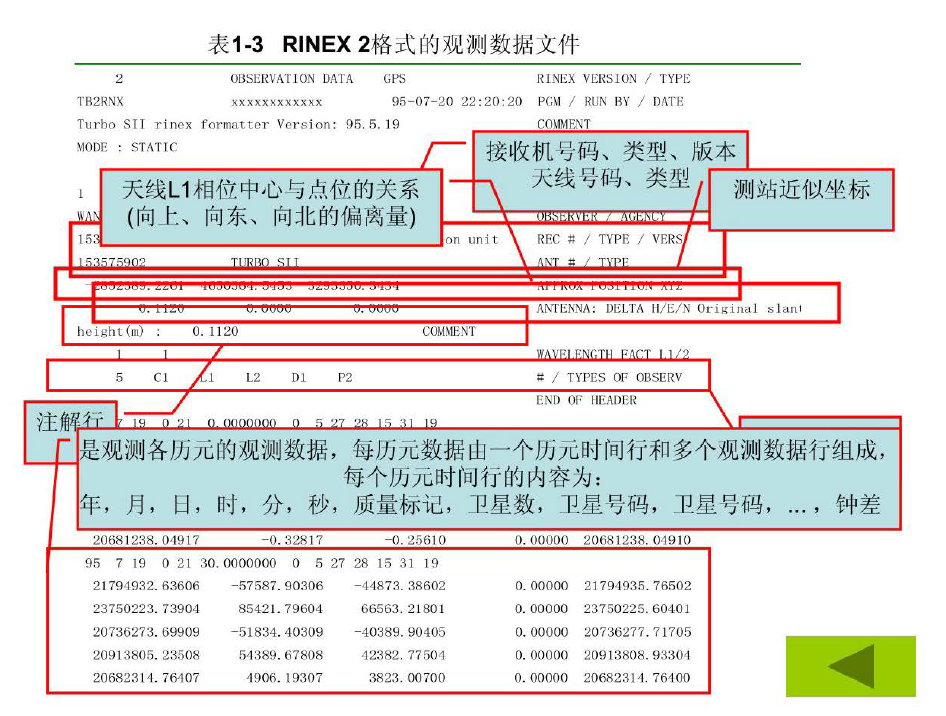 表1-3 RINEX 2格式的观测数据文件
2 OBSERVATION DATA GPS RINEX VERSION / TYPE
TB2RNX xxxxxxxxxxxx 95-07-20 22:20:20 PGM / RUN BY / DATE
Turbo SII rinex formatter Version: 95.5.19 COMMENT
MODE : STATIC
接收机号码、类型、版本
天线号码、类型
天线L1相位中心与点位的关系
(向上、向东、向北的偏离量)
测站近似坐标
1
WAN OBSERVER / AGENCY
153 on unit REC # / TYPE / VERS
153575902 TURBO SII ANT # / TYPE
APPROX POSITION XYZ
0.1120 0.0000 0.0000 ANTENNA: DELTA H/E/N Original slant
height(m) : 0.1120 COMMENT
1 1 WAVELENGTH FACT L1/2
5 C1 L1 L2 D1 P2 # / TYPES OF OBSERV
END OF HEADER
注解行
7 19 0 21 0.0000000 0 5 27 28 15 31 19
是观测各历元的观测数据，每历元数据由一个历元时间行和多个观测数据行组成，
每个历元时间行的内容为：
年，月，日，时，分，秒，质量标记，卫星数，卫星号码，卫星号码，...，钟差
20681238.04917 -0.32817 -0.25610 0.00000 20681238.04910
95 7 19 0 21 30.0000000 0 5 27 28 15 31 19
21794932.63606 -57587.90306 -44873.38602 0.00000 21794935.76502
23750223.73904 85421.79604 66563.21801 0.00000 23750225.60401
20736273.69909 -51834.40309 -40389.90405 0.00000 20736277.71705
20913805.23508 54389.67808 42382.77504 0.00000 20913808.93304
20682314.76407 4906.19307 3823.00700 0.00000 20682314.76400